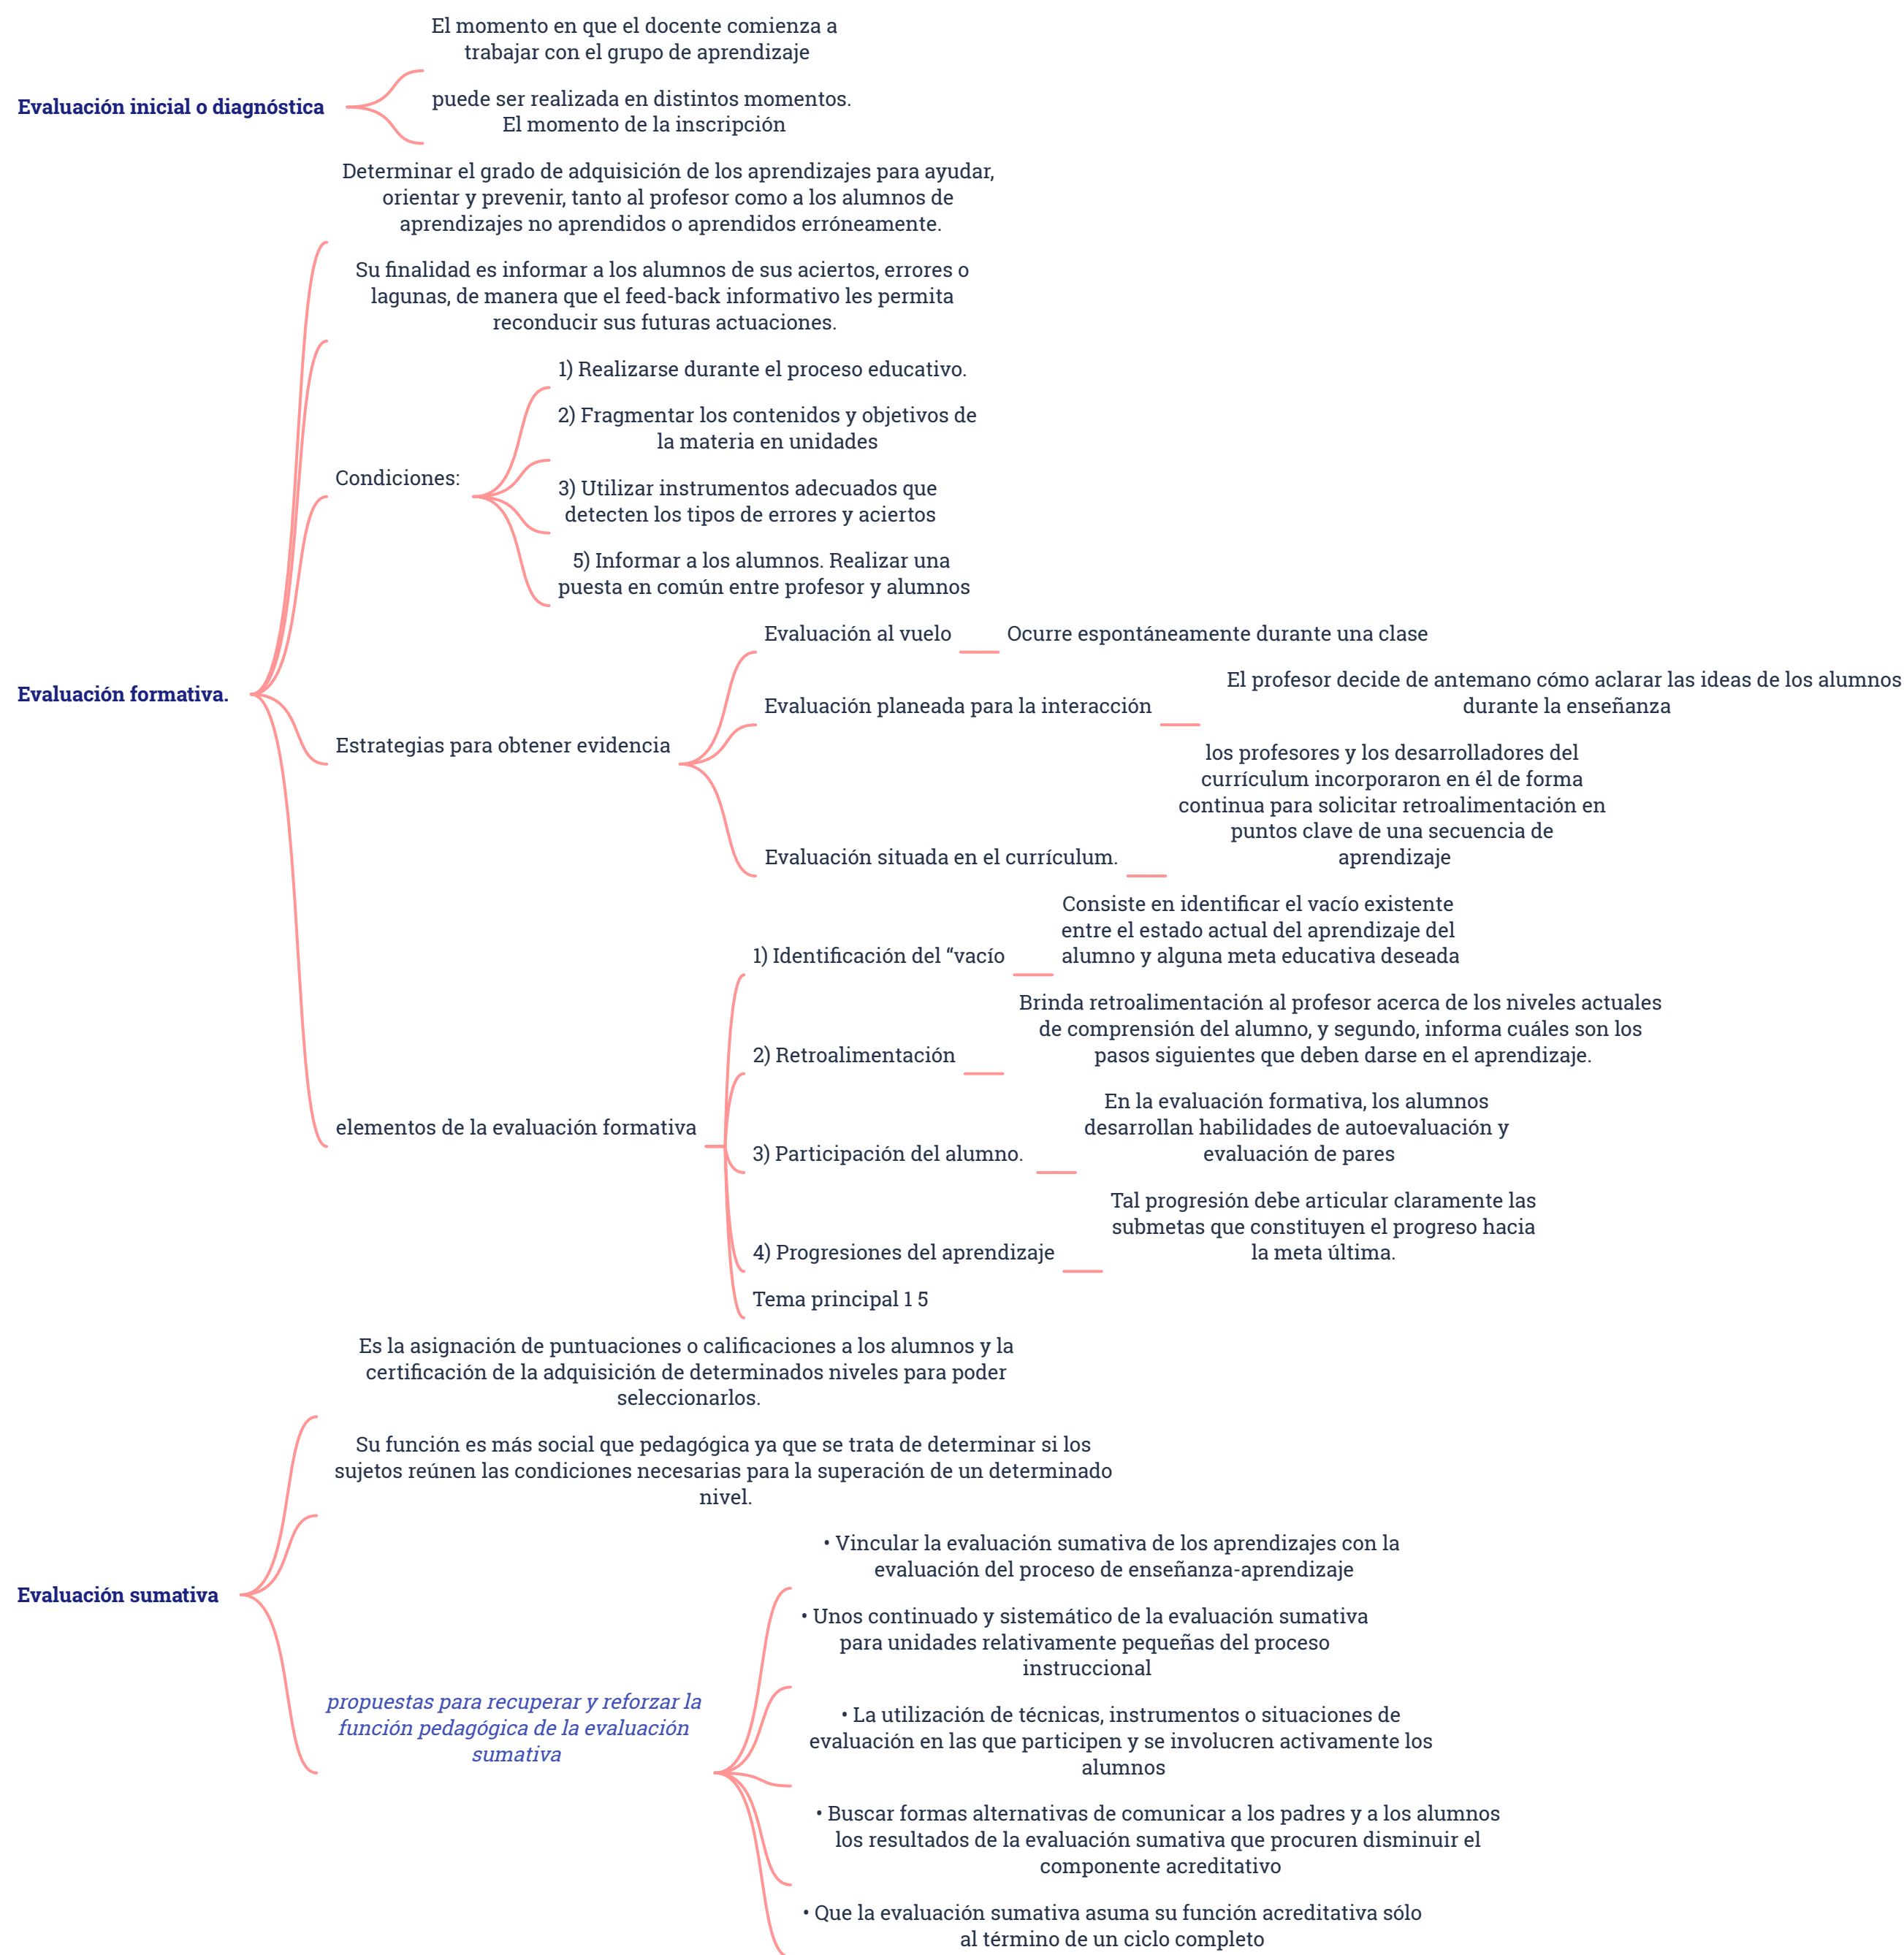 El momento en que el docente comienza a
trabajar con el grupo de aprendizaje
Evaluación inicial o diagnóstica
puede ser realizada en distintos momentos.
El momento de la inscripción
Determinar el grado de adquisición de los aprendizajes para ayudar,
orientar y prevenir, tanto al profesor como a los alumnos de
aprendizajes no aprendidos o aprendidos erróneamente.
Su finalidad es informar a los alumnos de sus aciertos, errores o
lagunas, de manera que el feed-back informativo les permita
reconducir sus futuras actuaciones.
1) Realizarse durante el proceso educativo.
2) Fragmentar los contenidos y objetivos de
la materia en unidades
Condiciones:
3) Utilizar instrumentos adecuados que
detecten los tipos de errores y aciertos
5) Informar a los alumnos. Realizar una
puesta en común entre profesor y alumnos
Evaluación formativa.
Estrategias para obtener evidencia
Evaluación al vuelo
Ocurre espontáneamente durante una clase
Evaluación planeada para la interacción
El profesor decide de antemano cómo aclarar las ideas de los alumnos
durante la enseñanza
Evaluación situada en el currículum.
los profesores y los desarrolladores del
currículum incorporaron en él de forma
continua para solicitar retroalimentación en
puntos clave de una secuencia de
aprendizaje
elementos de la evaluación formativa
1) Identificación del “vacío
Consiste en identificar el vacío existente
entre el estado actual del aprendizaje del
alumno y alguna meta educativa deseada
2) Retroalimentación
Brinda retroalimentación al profesor acerca de los niveles actuales
de comprensión del alumno, y segundo, informa cuáles son los
pasos siguientes que deben darse en el aprendizaje.
3) Participación del alumno.
En la evaluación formativa, los alumnos
desarrollan habilidades de autoevaluación y
evaluación de pares
4) Progresiones del aprendizaje
Tal progresión debe articular claramente las
submetas que constituyen el progreso hacia
la meta última.
Tema principal 1 5
Es la asignación de puntuaciones o calificaciones a los alumnos y la
certificación de la adquisición de determinados niveles para poder
seleccionarlos.
Su función es más social que pedagógica ya que se trata de determinar si los
sujetos reúnen las condiciones necesarias para la superación de un determinado
nivel.
Evaluación sumativa
propuestas para recuperar y reforzar la
función pedagógica de la evaluación
sumativa
• Vincular la evaluación sumativa de los aprendizajes con la
evaluación del proceso de enseñanza-aprendizaje
• Unos continuado y sistemático de la evaluación sumativa
para unidades relativamente pequeñas del proceso
instruccional
• La utilización de técnicas, instrumentos o situaciones de
evaluación en las que participen y se involucren activamente los
alumnos
• Buscar formas alternativas de comunicar a los padres y a los alumnos
los resultados de la evaluación sumativa que procuren disminuir el
componente acreditativo
• Que la evaluación sumativa asuma su función acreditativa sólo
al término de un ciclo completo